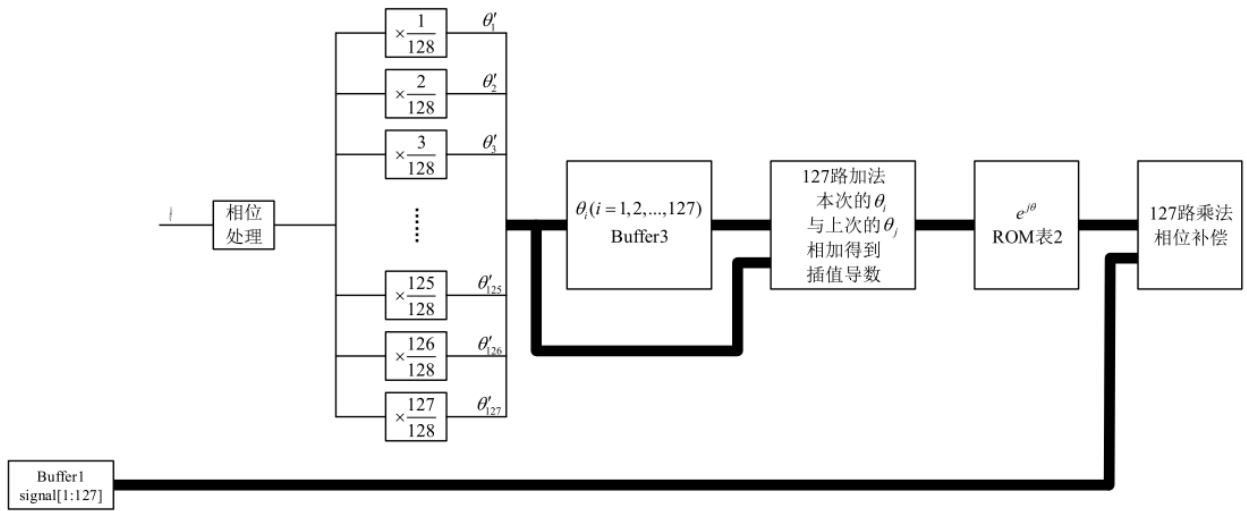 ×1/128 θ′₁
×2/128 θ′₂
×3/128 θ′₃
相位
处理
......
×125/128 θ′₁₂₅
×126/128 θ′₁₂₆
×127/128 θ′₁₂₇
θᵢ(i = 1,2,...,127)
Buffer3
127路加法
本次的θᵢ
与上次的θⱼ
相加得到
插值导数
e^{jθ}
ROM表2
127路乘法
相位补偿
Buffer1
signal[1:127]